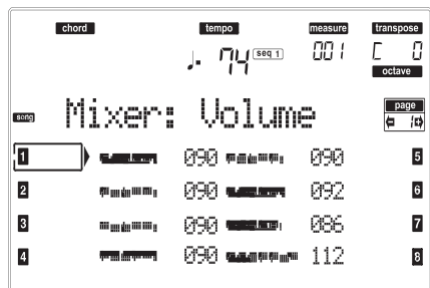 chord tempo measure transpose
♩. 74 seq 1 001 C 0
octave
song Mixer: Volume page
1
1 090 090 5
2 090 092 6
3 090 086 7
4 090 112 8